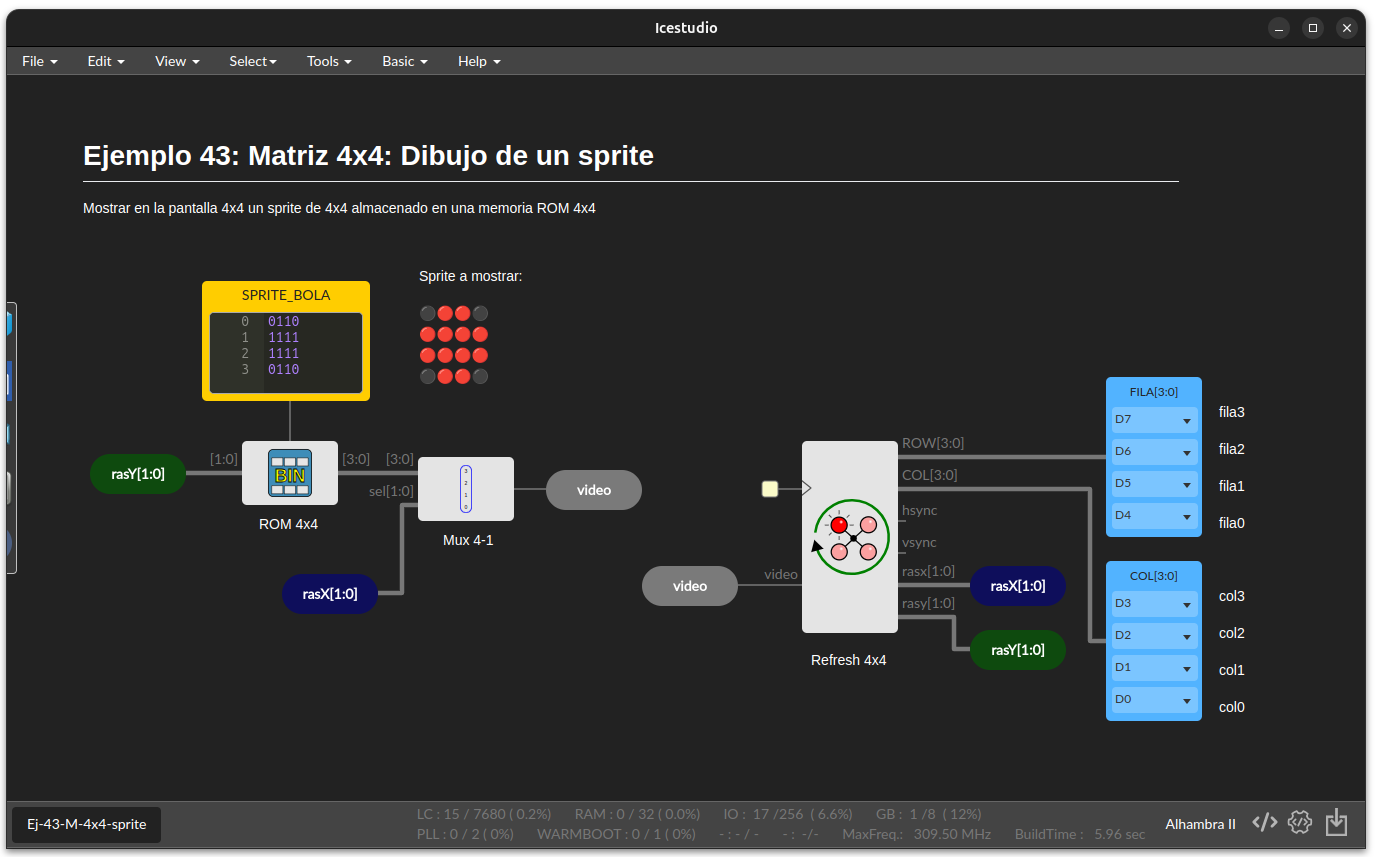 Icestudio
File Edit View Select Tools Basic Help
Ejemplo 43: Matriz 4x4: Dibujo de un sprite
Mostrar en la pantalla 4x4 un sprite de 4x4 almacenado en una memoria ROM 4x4
SPRITE_BOLA
0 0110
1 1111
2 1111
3 0110
Sprite a mostrar:
rasY[1:0]
[1:0]
BIN
ROM 4x4
[3:0] [3:0]
sel[1:0]
3
2
1
0
Mux 4-1
video
rasX[1:0]
video
video
Refresh 4x4
ROW[3:0]
COL[3:0]
hsync
vsync
rasx[1:0]
rasy[1:0]
rasX[1:0]
rasY[1:0]
FILA[3:0]
D7 fila3
D6 fila2
D5 fila1
D4 fila0
COL[3:0]
D3 col3
D2 col2
D1 col1
D0 col0
Ej-43-M-4x4-sprite
LC : 15 / 7680 ( 0.2%) RAM : 0 / 32 ( 0.0%) IO : 17 /256 ( 6.6%) GB : 1 /8 ( 12%)
PLL : 0 / 2 ( 0%) WARMBOOT : 0 / 1 ( 0%) - : - / - - : -/- MaxFreq.: 309.50 MHz BuildTime : 5.96 sec
Alhambra II